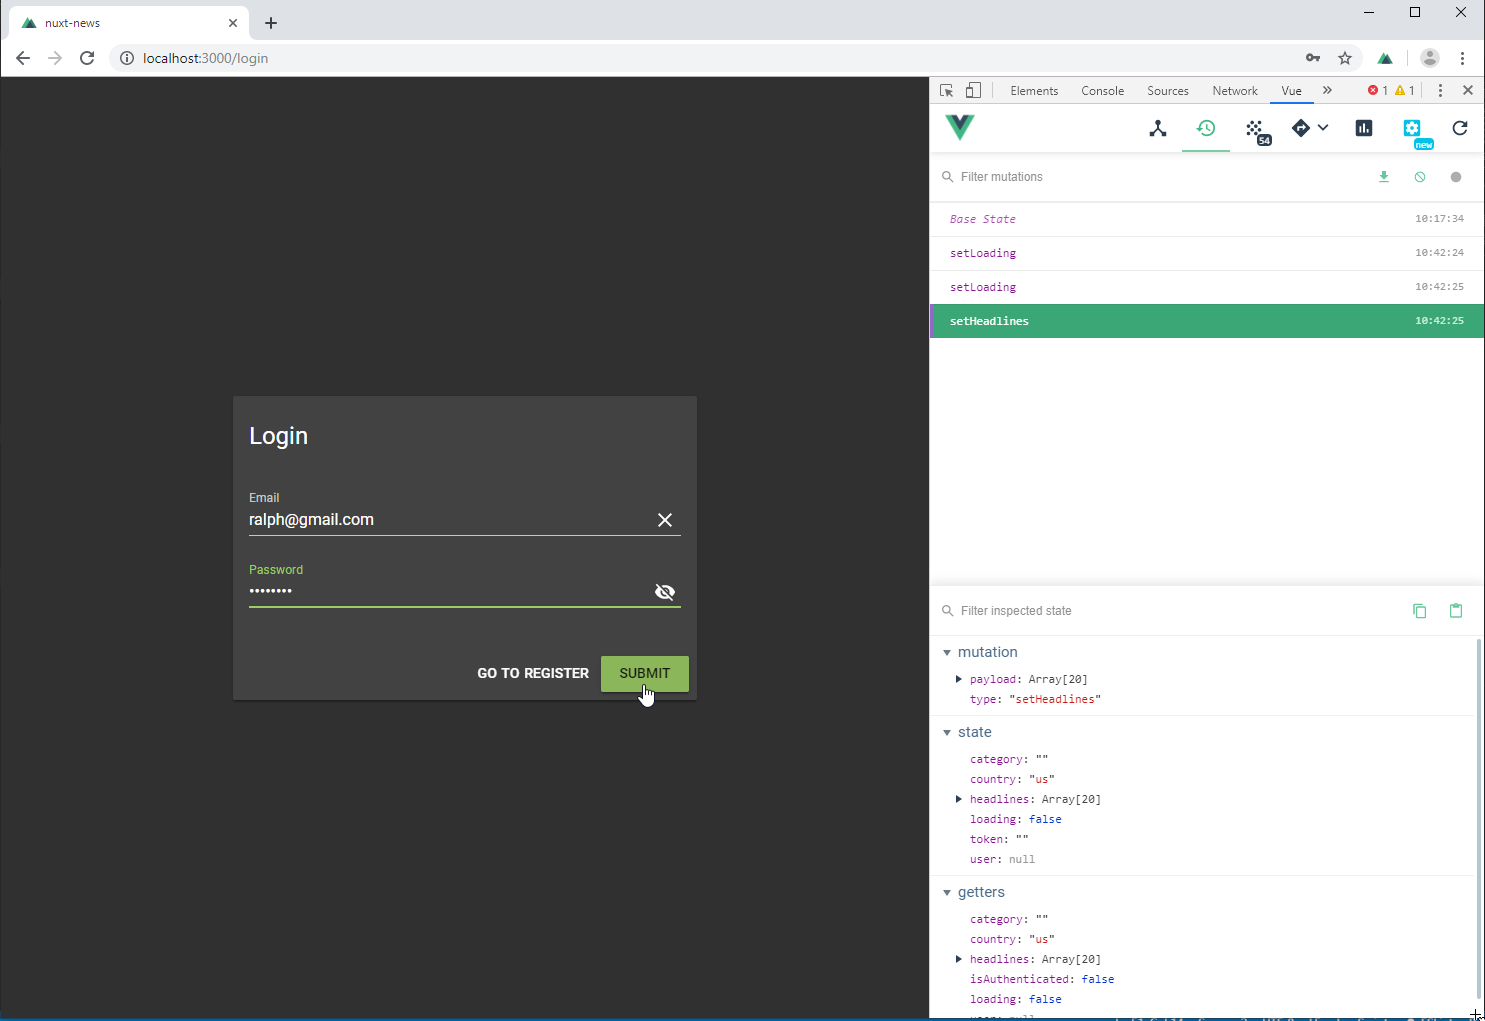 nuxt-news
localhost:3000/login
Elements Console Sources Network Vue » 1 1
54
new
Filter mutations
Base State 10:17:34
setLoading 10:42:24
setLoading 10:42:25
setHeadlines 10:42:25
Login
Email
ralph@gmail.com
Password
••••••••
GO TO REGISTER SUBMIT
Filter inspected state
mutation
payload: Array[20]
type: "setHeadlines"
state
category: ""
country: "us"
headlines: Array[20]
loading: false
token: ""
user: null
getters
category: ""
country: "us"
headlines: Array[20]
isAuthenticated: false
loading: false
user: null